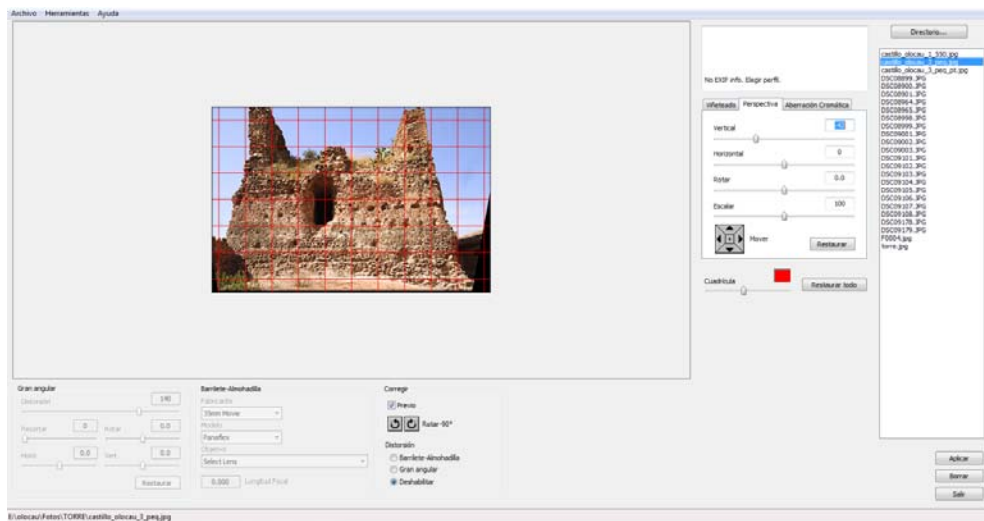 Archivo Herramientas Ayuda
No EXIF info. Elegir perfil.
Viñeteado Perspectiva Aberración Cromática
Vertical
Horizontal 0
Rotar 0.0
Escalar 100
Mover Restaurar
Cuadrícula Restaurar todo
Directorio...
castillo_olocau_1_550.jpg
castillo_olocau_3_peq.jpg
castillo_olocau_3_peq_pt.jpg
DSC08899.JPG
DSC08900.JPG
DSC08901.JPG
DSC08964.JPG
DSC08965.JPG
DSC08998.JPG
DSC08999.JPG
DSC09001.JPG
DSC09002.JPG
DSC09003.JPG
DSC09101.JPG
DSC09102.JPG
DSC09103.JPG
DSC09104.JPG
DSC09105.JPG
DSC09106.JPG
DSC09107.JPG
DSC09108.JPG
DSC09178.JPG
DSC09179.JPG
F0004.jpg
torre.jpg
Gran angular
Distorsión 140
Recortar 0 Rotar 0.0
Horiz 0.0 Vert. 0.0
Restaurar
Barrilete-Almohadilla
Fabricante
35mm Movie
Modelo
Panaflex
Objetivo
Select Lens
0.000 Longitud Focal
Corregir
Previo
Rotar-90°
Distorsión
Barrilete-Almohadilla
Gran angular
Deshabilitar
Aplicar
Borrar
Salir
E:\olocau\Fotos\TORRE\castillo_olocau_3_peq.jpg